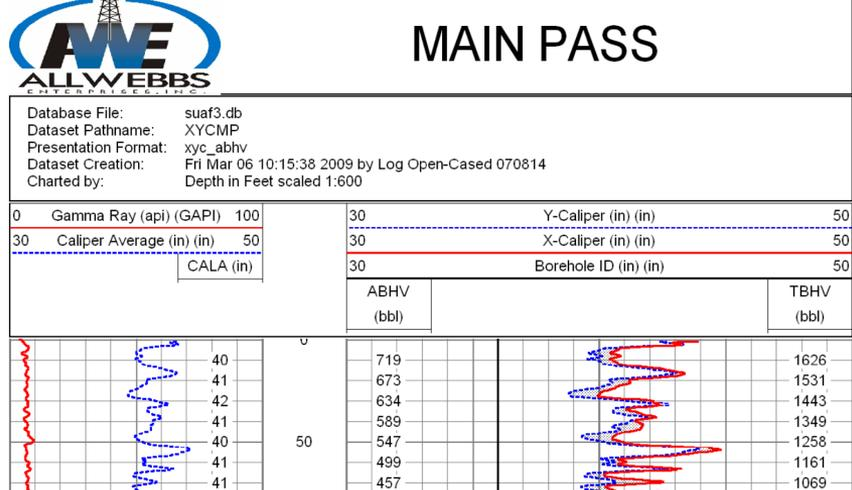 AWE
ALLWEBBS
ENTERPRISES, INC.
MAIN PASS
Database File: suaf3.db
Dataset Pathname: XYCMP
Presentation Format: xyc_abhv
Dataset Creation: Fri Mar 06 10:15:38 2009 by Log Open-Cased 070814
Charted by: Depth in Feet scaled 1:600
0 Gamma Ray (api) (GAPI) 100 30 Y-Caliper (in) (in) 50
30 Caliper Average (in) (in) 50 30 X-Caliper (in) (in) 50
CALA (in) 30 Borehole ID (in) (in) 50
ABHV TBHV
(bbl) (bbl)
0
40 719 1626
41 673 1531
42 634 1443
41 589 1349
40 50 547 1258
41 499 1161
41 457 1069